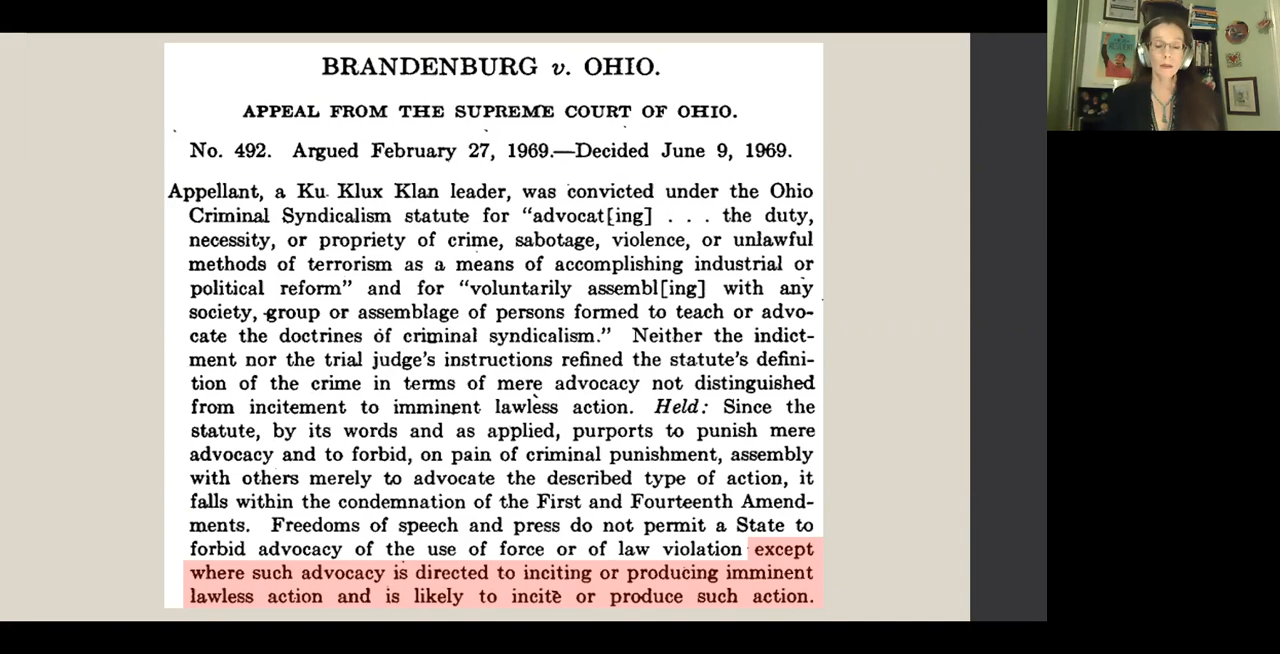 BRANDENBURG v. OHIO.
APPEAL FROM THE SUPREME COURT OF OHIO.
No. 492. Argued February 27, 1969.—Decided June 9, 1969.
Appellant, a Ku Klux Klan leader, was convicted under the Ohio
Criminal Syndicalism statute for "advocat[ing] . . . the duty,
necessity, or propriety of crime, sabotage, violence, or unlawful
methods of terrorism as a means of accomplishing industrial or
political reform" and for "voluntarily assembl[ing] with any
society, group or assemblage of persons formed to teach or advo-
cate the doctrines of criminal syndicalism." Neither the indict-
ment nor the trial judge's instructions refined the statute's defini-
tion of the crime in terms of mere advocacy not distinguished
from incitement to imminent lawless action. Held: Since the
statute, by its words and as applied, purports to punish mere
advocacy and to forbid, on pain of criminal punishment, assembly
with others merely to advocate the described type of action, it
falls within the condemnation of the First and Fourteenth Amend-
ments. Freedoms of speech and press do not permit a State to
forbid advocacy of the use of force or of law violation except
where such advocacy is directed to inciting or producing imminent
lawless action and is likely to incite or produce such action.